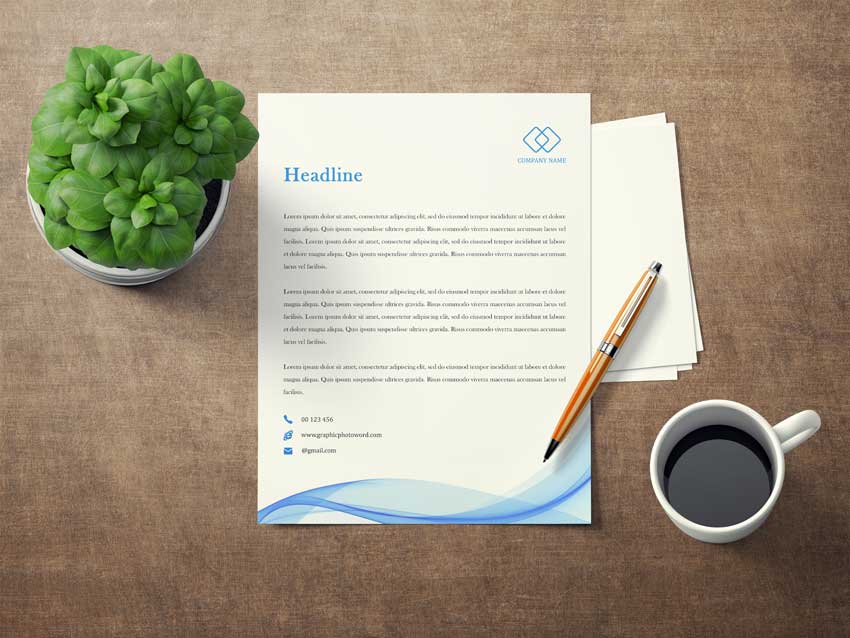 COMPANY NAME
Headline
Lorem ipsum dolor sit amet, consectetur adipiscing elit, sed do eiusmod tempor incididunt ut labore et dolore
magna aliqua. Quis ipsum suspendisse ultrices gravida. Risus commodo viverra maecenas accumsan lacus vel
facilisis. Lorem ipsum dolor sit amet, consectetur adipiscing elit, sed do eiusmod tempor incididunt ut labore
et dolore magna aliqua. Quis ipsum suspendisse ultrices gravida. Risus commodo viverra maecenas accumsan
lacus vel facilisis.
Lorem ipsum dolor sit amet, consectetur adipiscing elit, sed do eiusmod tempor incididunt ut labore et dolore
magna aliqua. Quis ipsum suspendisse ultrices gravida. Risus commodo viverra maecenas accumsan lacus vel
facilisis. Lorem ipsum dolor sit amet, consectetur adipiscing elit, sed do eiusmod tempor incididunt ut labore
et dolore magna aliqua. Quis ipsum suspendisse ultrices gravida. Risus commodo viverra maecenas accumsan
lacus vel facilisis.
Lorem ipsum dolor sit amet, consectetur adipiscing elit, sed do eiusmod tempor incididunt ut labore et dolore
magna aliqua. Quis ipsum suspendisse ultrices gravida. Risus commodo viverra maecenas accumsan lacus vel
facilisis.
00 123 456
www.graphicphotoword.com
@gmail.com